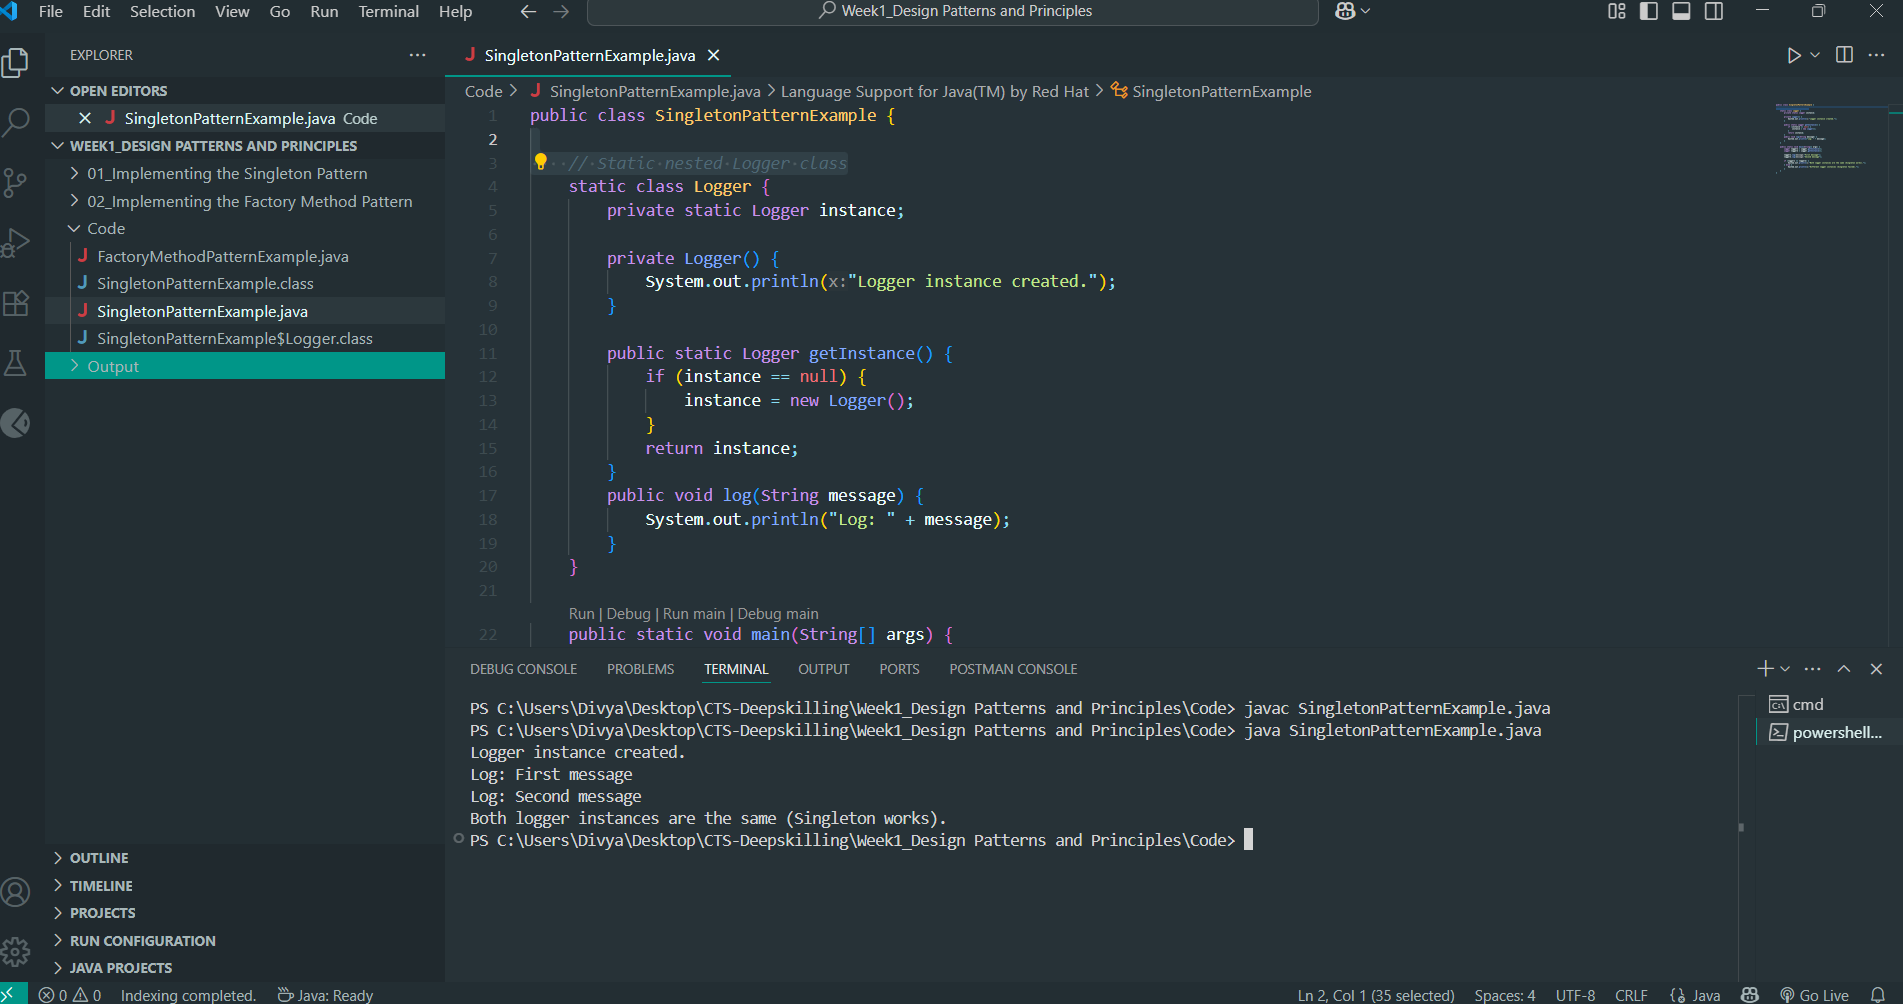 File Edit Selection View Go Run Terminal Help
Week1_Design Patterns and Principles
EXPLORER
OPEN EDITORS
SingletonPatternExample.java Code
WEEK1_DESIGN PATTERNS AND PRINCIPLES
01_Implementing the Singleton Pattern
02_Implementing the Factory Method Pattern
Code
FactoryMethodPatternExample.java
SingletonPatternExample.class
SingletonPatternExample.java
SingletonPatternExample$Logger.class
Output
OUTLINE
TIMELINE
PROJECTS
RUN CONFIGURATION
JAVA PROJECTS
SingletonPatternExample.java
Code > SingletonPatternExample.java > Language Support for Java(TM) by Red Hat > SingletonPatternExample
1 public class SingletonPatternExample {
2
3 // Static nested Logger class
4 static class Logger {
5 private static Logger instance;
6
7 private Logger() {
8 System.out.println(x:"Logger instance created.");
9 }
10
11 public static Logger getInstance() {
12 if (instance == null) {
13 instance = new Logger();
14 }
15 return instance;
16 }
17 public void log(String message) {
18 System.out.println("Log: " + message);
19 }
20 }
21
Run | Debug | Run main | Debug main
22 public static void main(String[] args) {
DEBUG CONSOLE PROBLEMS TERMINAL OUTPUT PORTS POSTMAN CONSOLE
PS C:\Users\Divya\Desktop\CTS-Deepskilling\Week1_Design Patterns and Principles\Code> javac SingletonPatternExample.java
PS C:\Users\Divya\Desktop\CTS-Deepskilling\Week1_Design Patterns and Principles\Code> java SingletonPatternExample.java
Logger instance created.
Log: First message
Log: Second message
Both logger instances are the same (Singleton works).
PS C:\Users\Divya\Desktop\CTS-Deepskilling\Week1_Design Patterns and Principles\Code>
cmd
powershell...
0 0 Indexing completed. Java: Ready
Ln 2, Col 1 (35 selected) Spaces: 4 UTF-8 CRLF {} Java Go Live